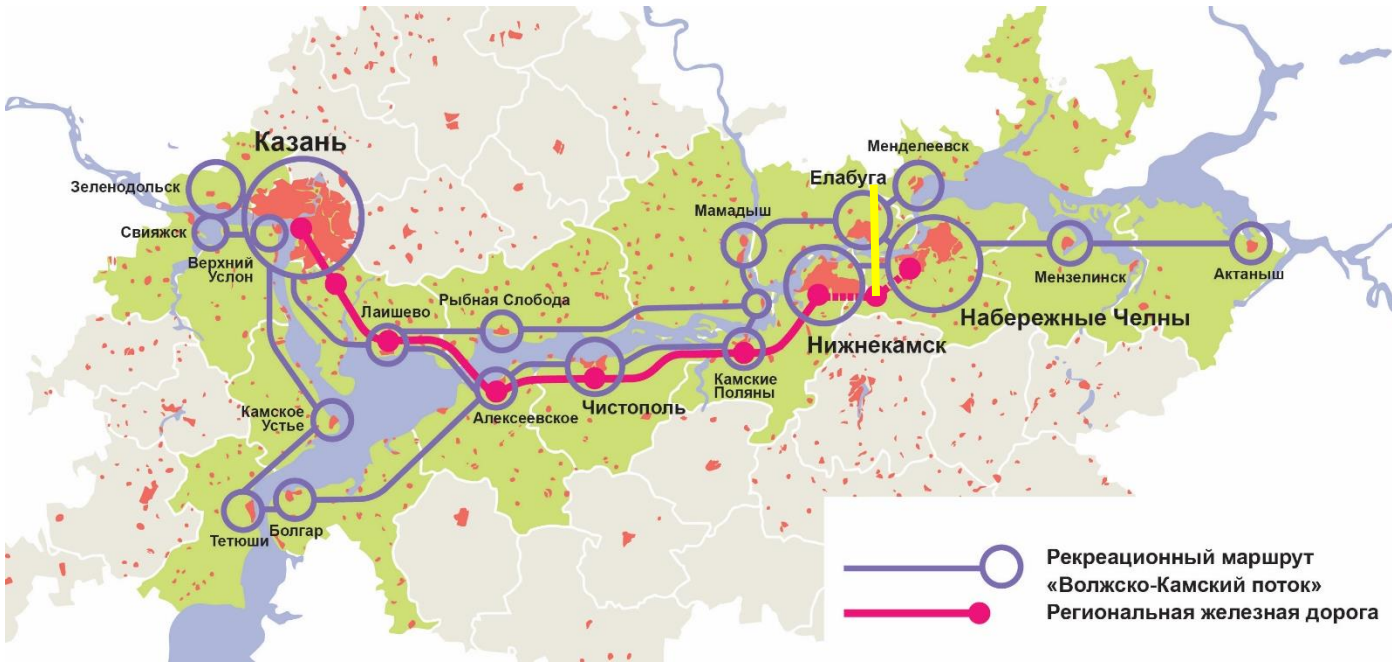 Казань
Зеленодольск
Свияжск
Верхний
Услон
Лаишево
Рыбная Слобода
Камское
Устье
Тетюши
Болгар
Алексеевское
Чистополь
Камские
Поляны
Мамадыш
Елабуга
Менделеевск
Нижнекамск
Набережные Челны
Мензелинск
Актаныш
Рекреационный маршрут
«Волжско-Камский поток»
Региональная железная дорога